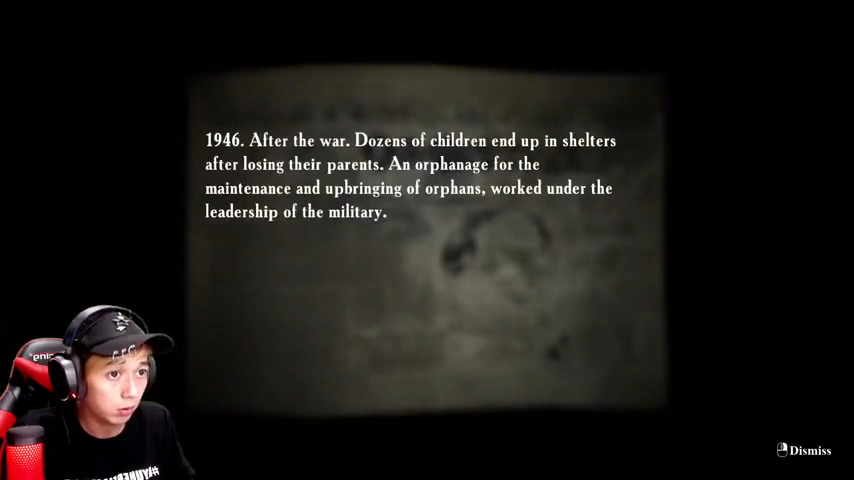 1946. After the war. Dozens of children end up in shelters
after losing their parents. An orphanage for the
maintenance and upbringing of orphans, worked under the
leadership of the military.
Dismiss